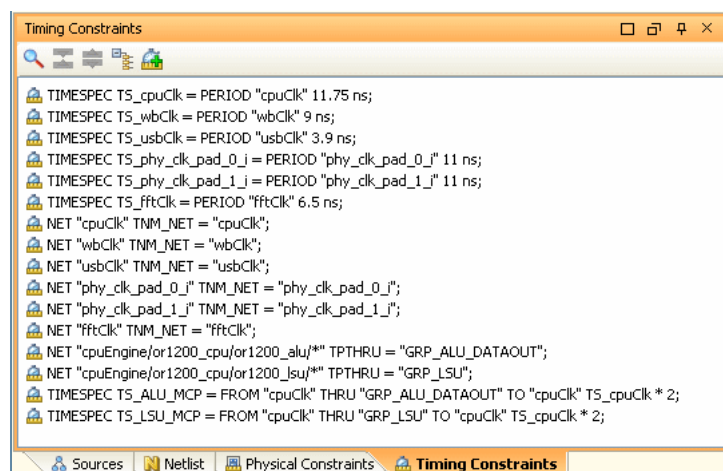 Timing Constraints
TIMESPEC TS_cpuClk = PERIOD "cpuClk" 11.75 ns;
TIMESPEC TS_wbClk = PERIOD "wbClk" 9 ns;
TIMESPEC TS_usbClk = PERIOD "usbClk" 3.9 ns;
TIMESPEC TS_phy_clk_pad_0_i = PERIOD "phy_clk_pad_0_i" 11 ns;
TIMESPEC TS_phy_clk_pad_1_i = PERIOD "phy_clk_pad_1_i" 11 ns;
TIMESPEC TS_fftClk = PERIOD "fftClk" 6.5 ns;
NET "cpuClk" TNM_NET = "cpuClk";
NET "wbClk" TNM_NET = "wbClk";
NET "usbClk" TNM_NET = "usbClk";
NET "phy_clk_pad_0_i" TNM_NET = "phy_clk_pad_0_i";
NET "phy_clk_pad_1_i" TNM_NET = "phy_clk_pad_1_i";
NET "fftClk" TNM_NET = "fftClk";
NET "cpuEngine/or1200_cpu/or1200_alu/*" TPTHRU = "GRP_ALU_DATAOUT";
NET "cpuEngine/or1200_cpu/or1200_lsu/*" TPTHRU = "GRP_LSU";
TIMESPEC TS_ALU_MCP = FROM "cpuClk" THRU "GRP_ALU_DATAOUT" TO "cpuClk" TS_cpuClk * 2;
TIMESPEC TS_LSU_MCP = FROM "cpuClk" THRU "GRP_LSU" TO "cpuClk" TS_cpuClk * 2;
Sources Netlist Physical Constraints Timing Constraints